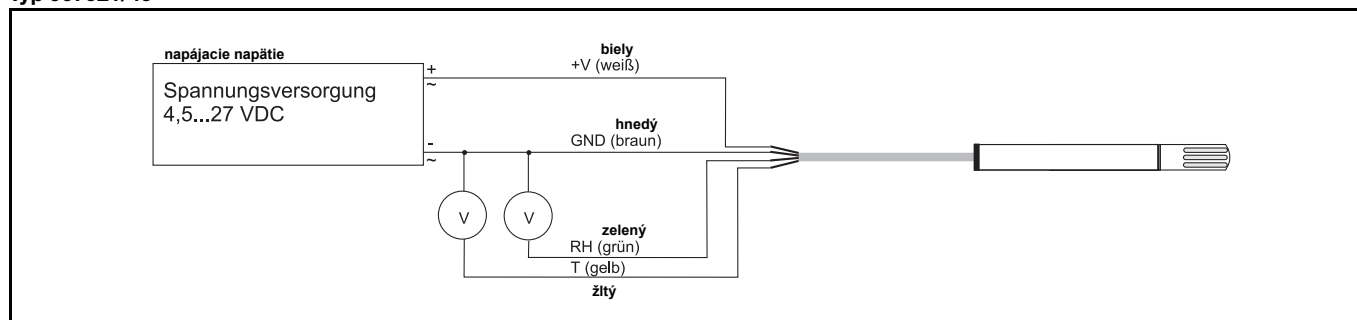 napájacie napätie
Spannungsversorgung
4,5...27 VDC
+
~
-
~
biely
+V (weiß)
hnedý
GND (braun)
V
V
zelený
RH (grün)
T (gelb)
žltý